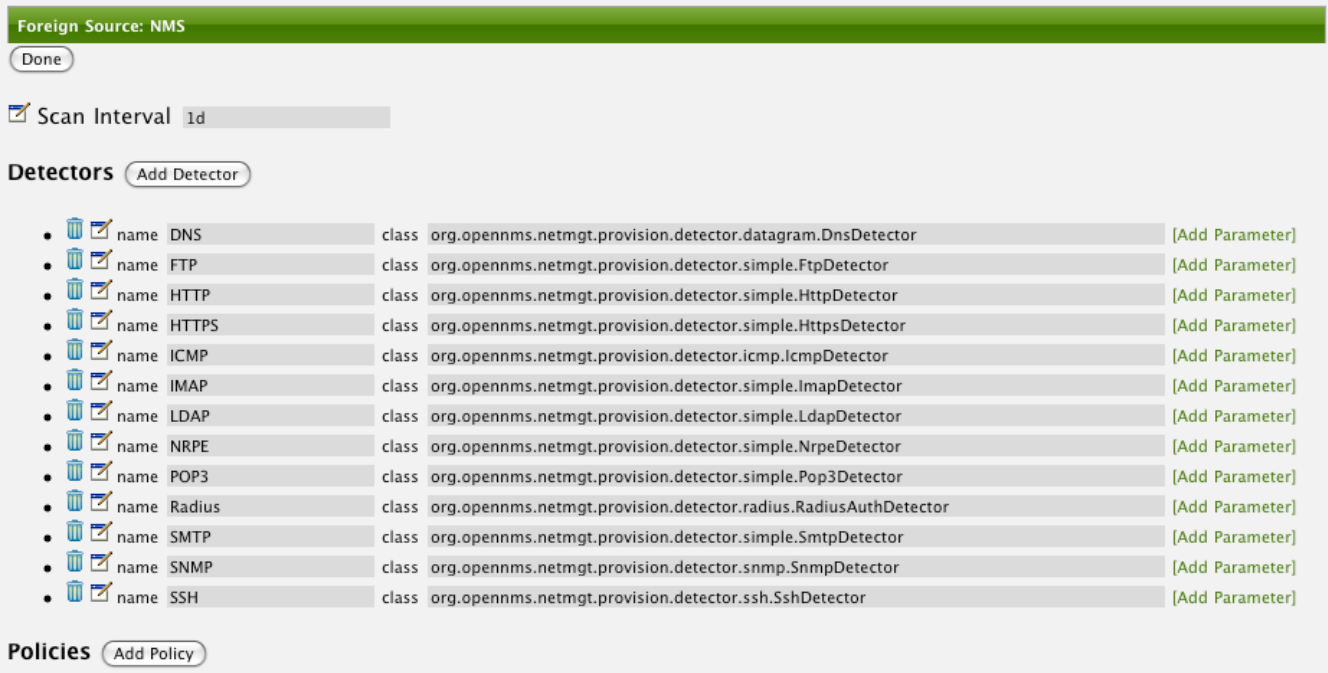 Foreign Source: NMS
Done
Scan Interval 1d
Detectors Add Detector
name DNS class org.opennms.netmgt.provision.detector.datagram.DnsDetector [Add Parameter]
name FTP class org.opennms.netmgt.provision.detector.simple.FtpDetector [Add Parameter]
name HTTP class org.opennms.netmgt.provision.detector.simple.HttpDetector [Add Parameter]
name HTTPS class org.opennms.netmgt.provision.detector.simple.HttpsDetector [Add Parameter]
name ICMP class org.opennms.netmgt.provision.detector.icmp.IcmpDetector [Add Parameter]
name IMAP class org.opennms.netmgt.provision.detector.simple.ImapDetector [Add Parameter]
name LDAP class org.opennms.netmgt.provision.detector.simple.LdapDetector [Add Parameter]
name NRPE class org.opennms.netmgt.provision.detector.simple.NrpeDetector [Add Parameter]
name POP3 class org.opennms.netmgt.provision.detector.simple.Pop3Detector [Add Parameter]
name Radius class org.opennms.netmgt.provision.detector.radius.RadiusAuthDetector [Add Parameter]
name SMTP class org.opennms.netmgt.provision.detector.simple.SmtpDetector [Add Parameter]
name SNMP class org.opennms.netmgt.provision.detector.snmp.SnmpDetector [Add Parameter]
name SSH class org.opennms.netmgt.provision.detector.ssh.SshDetector [Add Parameter]
Policies Add Policy